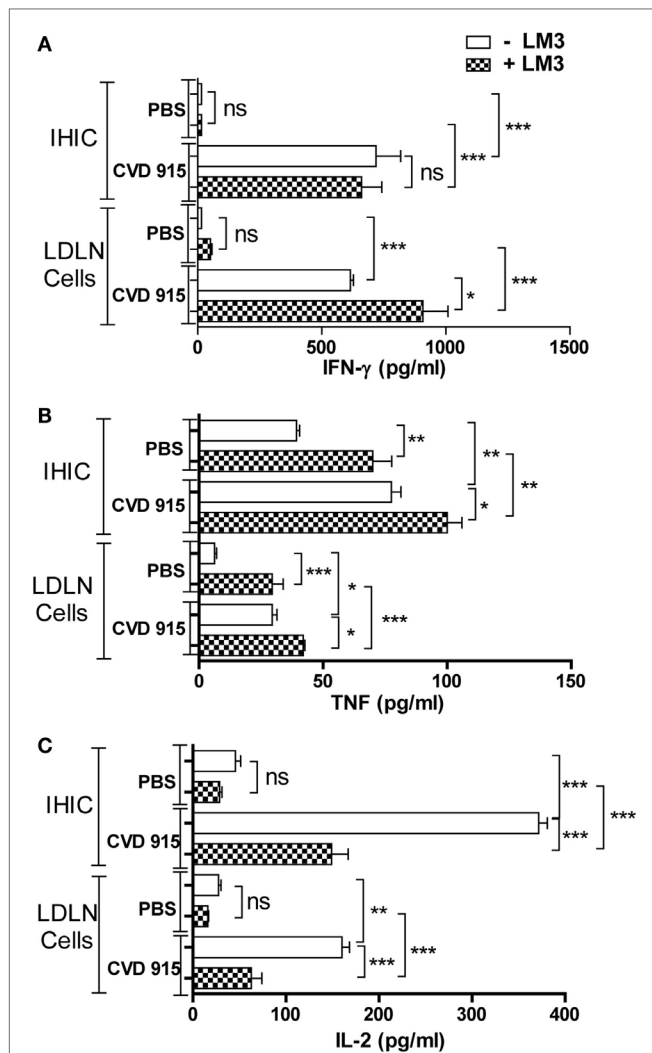 A
- LM3
+ LM3
IHIC
PBS
ns
***
***
CVD 915
ns
LDLN
Cells
PBS
ns
***
***
CVD 915
*
0
500
1000
1500
IFN-γ (pg/ml)
B
IHIC
PBS
**
**
**
CVD 915
*
LDLN
Cells
PBS
***
*
***
CVD 915
*
0
50
100
150
TNF (pg/ml)
C
IHIC
PBS
ns
***
***
CVD 915
***
LDLN
Cells
PBS
ns
**
***
CVD 915
***
0
100
200
300
400
IL-2 (pg/ml)